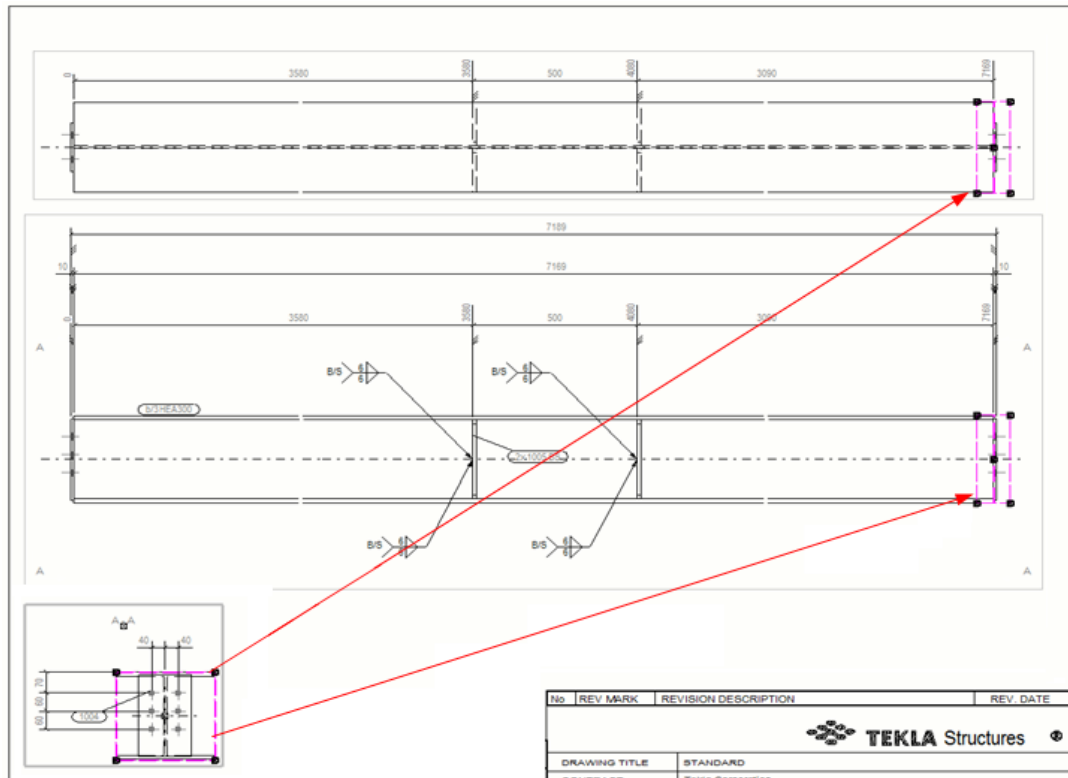 0 3580 3580 500 4080 3090 7169
7189
10 7169 10
0 3580 3580 500 4080 3090 7169
A A
B/S 6 6 B/S 6 6
b/3HEA300
B/S 6 6 B/S 6 6
A A
A A
40 40
70
60
60
1004
No REV MARK REVISION DESCRIPTION REV. DATE
TEKLA Structures ®
DRAWING TITLE STANDARD